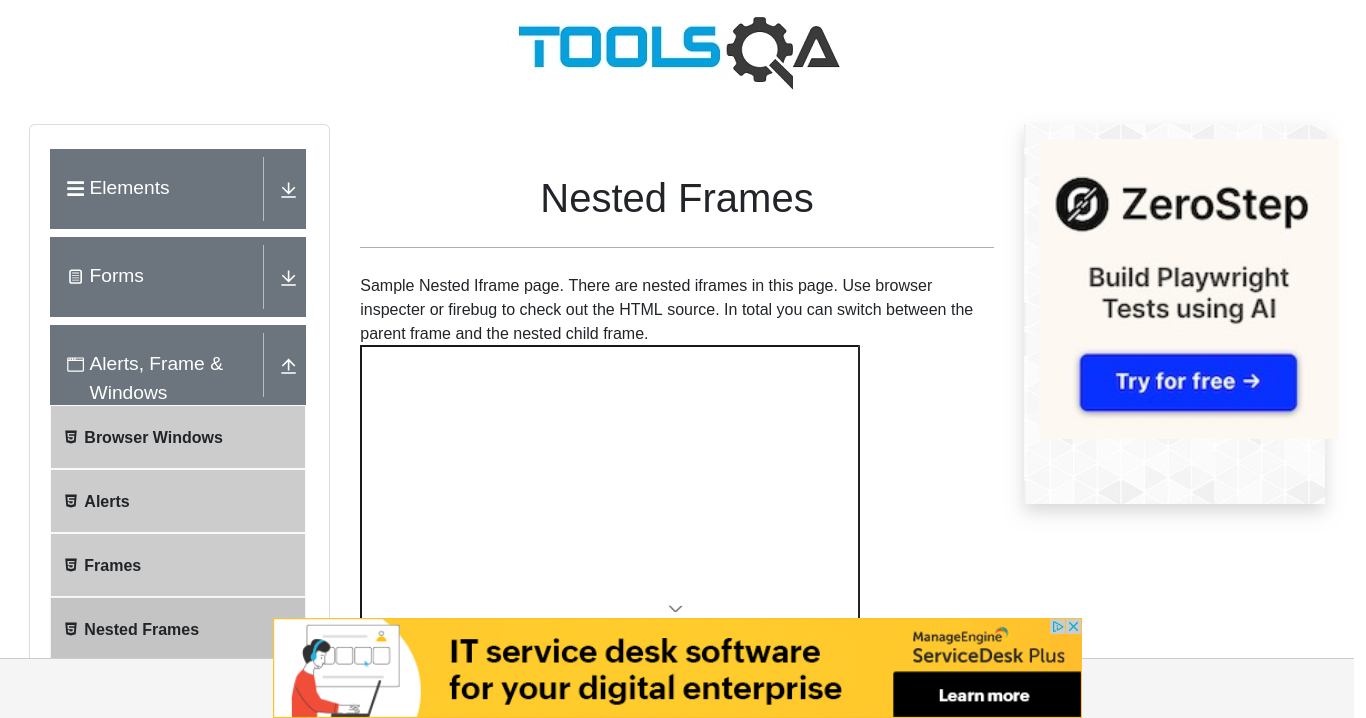 TOOLSQA
Elements
Forms
Alerts, Frame &
Windows
Browser Windows
Alerts
Frames
Nested Frames
Nested Frames
Sample Nested Iframe page. There are nested iframes in this page. Use browser
inspector or firebug to check out the HTML source. In total you can switch between the
parent frame and the nested child frame.
ZeroStep
Build Playwright
Tests using AI
Try for free →
IT service desk software
for your digital enterprise
ManageEngine
ServiceDesk Plus
Learn more